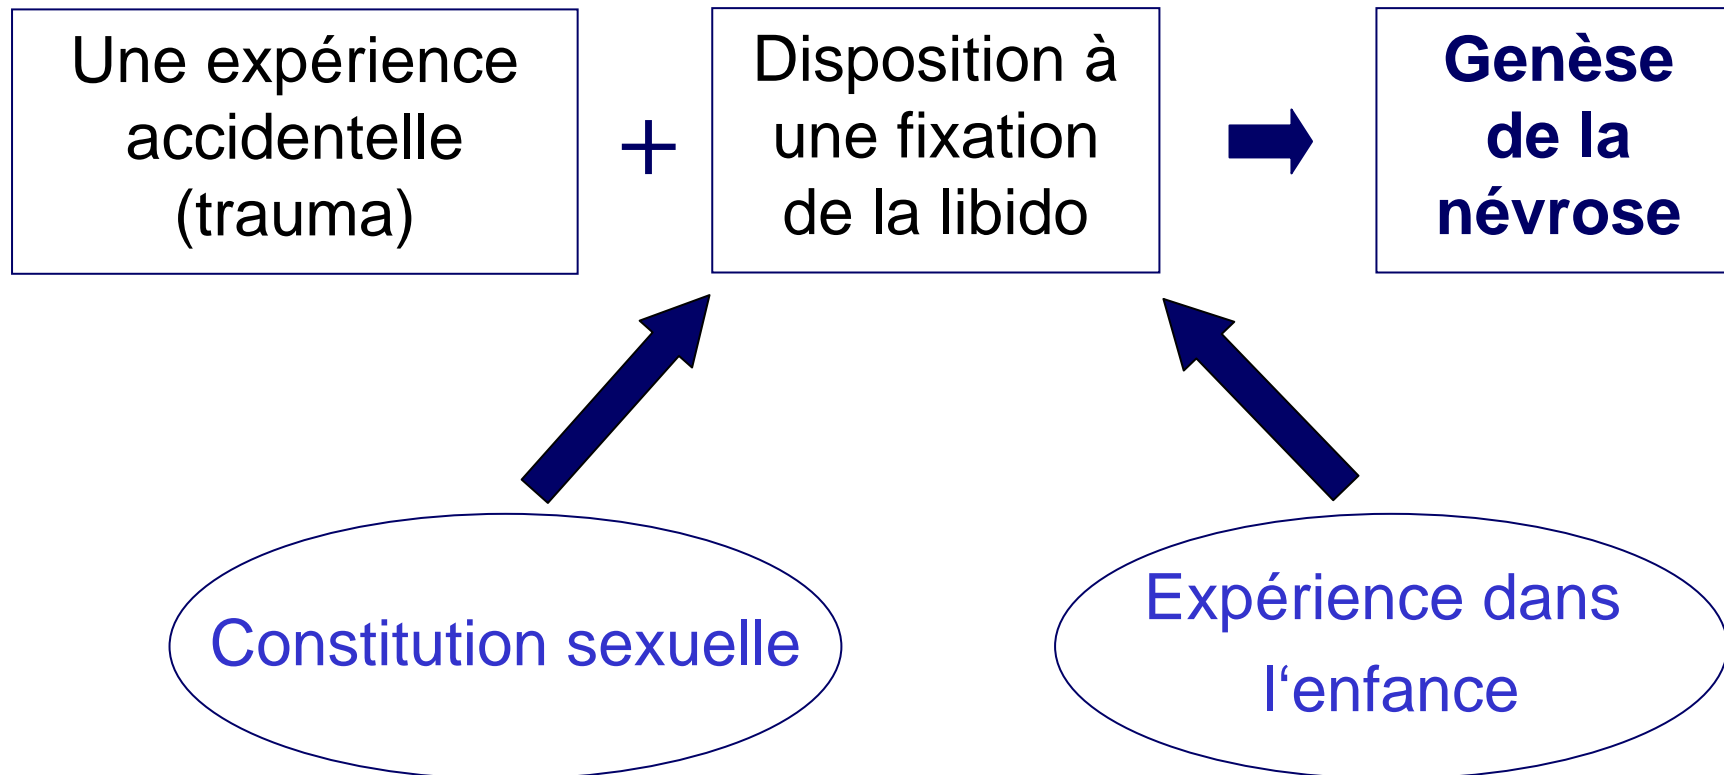 Une expérience
accidentelle
(trauma)
+
Disposition à
une fixation
de la libido
Genèse
de la
névrose
Constitution sexuelle
Expérience dans
l‘enfance